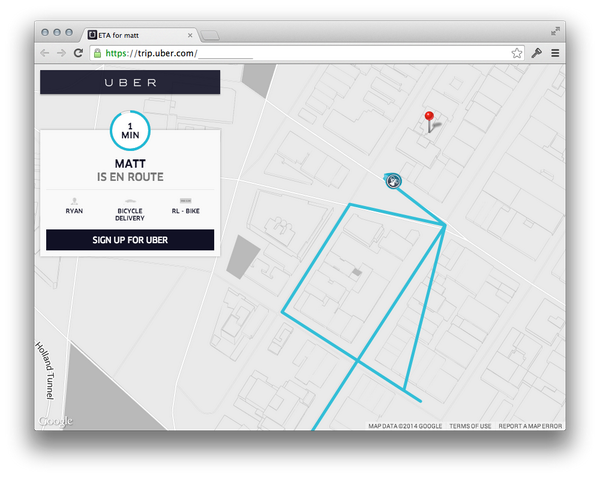 ETA for matt
https://trip.uber.com/
UBER
1
MIN
MATT
IS EN ROUTE
RYAN
BICYCLE
DELIVERY
RL - BIKE
SIGN UP FOR UBER
Holland Tunnel
Google
MAP DATA ©2014 GOOGLE TERMS OF USE REPORT A MAP ERROR